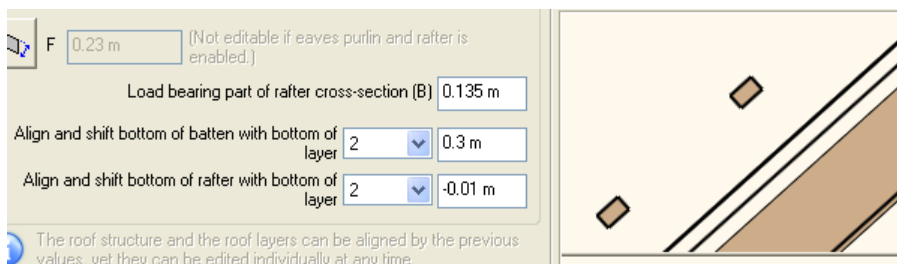 F 0.23 m (Not editable if eaves purlin and rafter is
enabled.)
Load bearing part of rafter cross-section (B) 0.135 m
Align and shift bottom of batten with bottom of
layer 2 0.3 m
Align and shift bottom of rafter with bottom of
layer 2 -0.01 m
The roof structure and the roof layers can be aligned by the previous
values, yet they can be edited individually at any time.